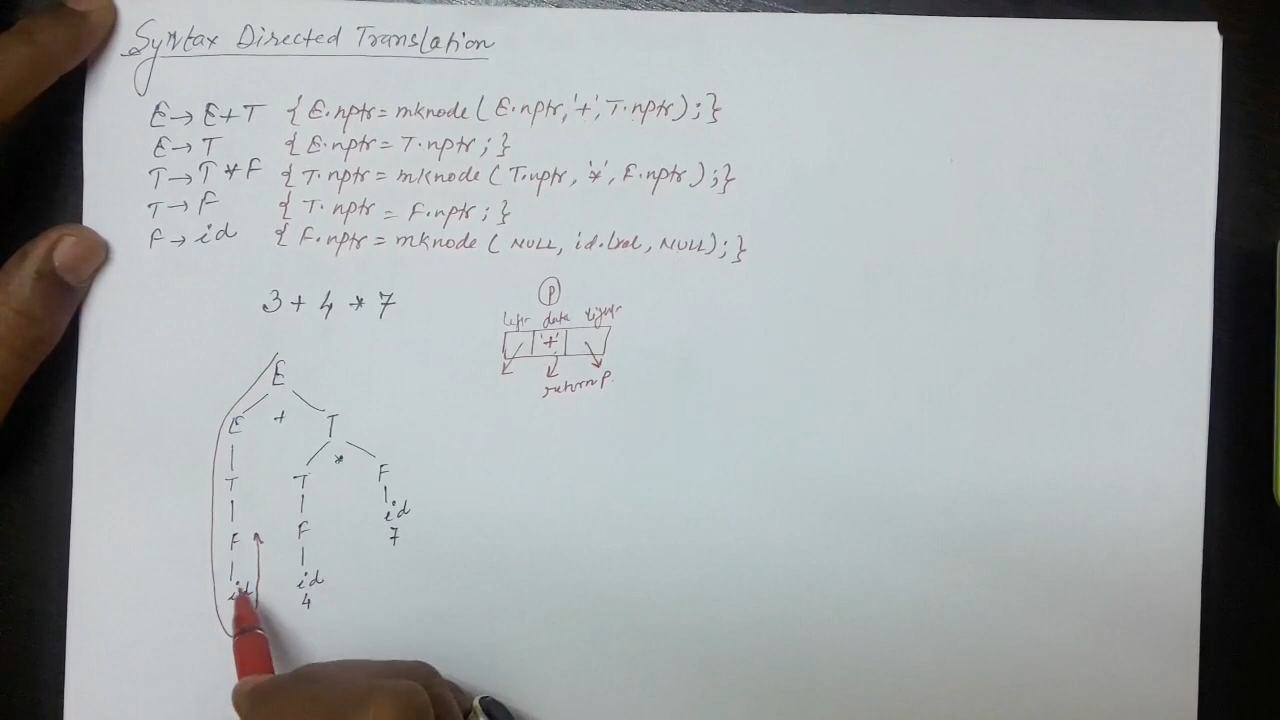 Syntax Directed Translation
E → E + T { E.nptr = mknode ( E.nptr, '+', T.nptr ) ; }
E → T { E.nptr = T.nptr ; }
T → T * F { T.nptr = mknode ( T.nptr, '*', F.nptr ) ; }
T → F { T.nptr = F.nptr ; }
F → id { F.nptr = mknode ( NULL, id.lval, NULL ) ; }
3 + 4 * 7
P
left data right
'+'
return P.
E
E + T
T T * F
F F id
7
id id
4